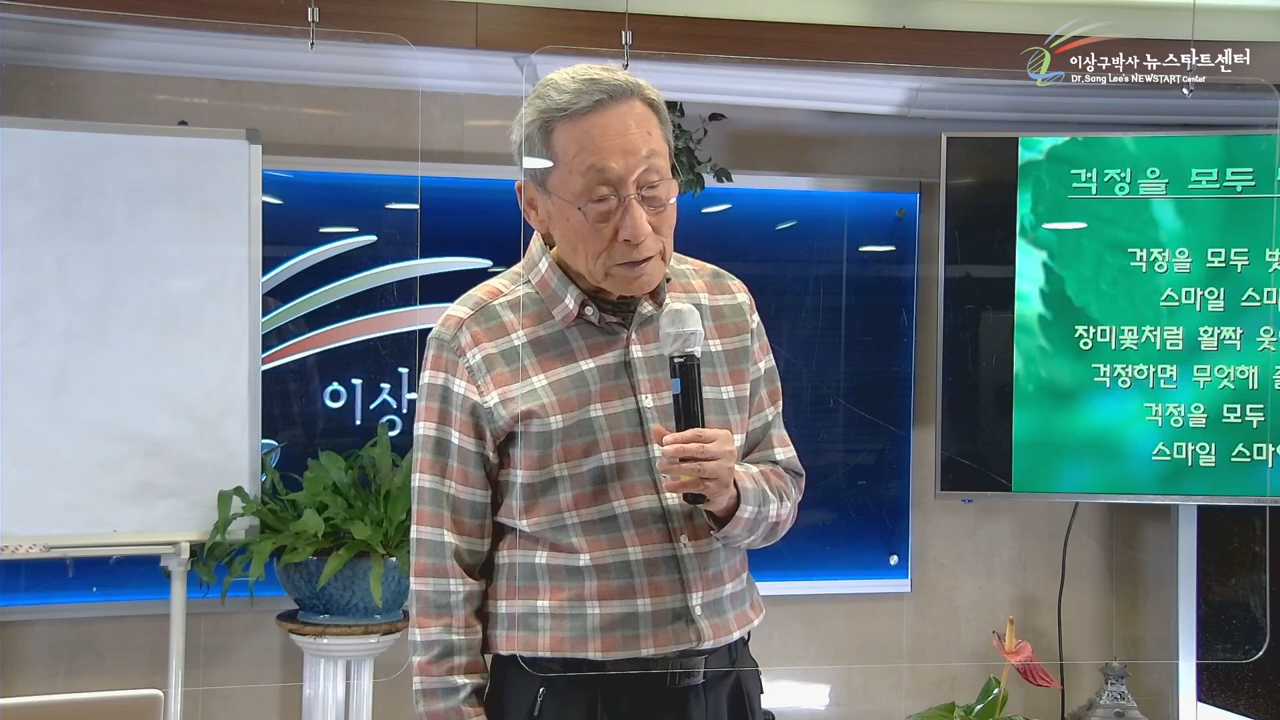 이상구박사 뉴스타트센터
Dr. Sang Lee's NEWSTART Center
이상
걱정을 모두
걱정을 모두
스마일 스마
장미꽃처럼 활짝 웃
걱정하면 무엇해
걱정을 모두
스마일 스마